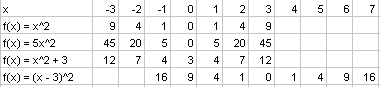 x -3 -2 -1 0 1 2 3 4 5 6 7
f(x) = x^2 9 4 1 0 1 4 9
f(x) = 5x^2 45 20 5 0 5 20 45
f(x) = x^2 + 3 12 7 4 3 4 7 12
f(x) = (x - 3)^2 16 9 4 1 0 1 4 9 16